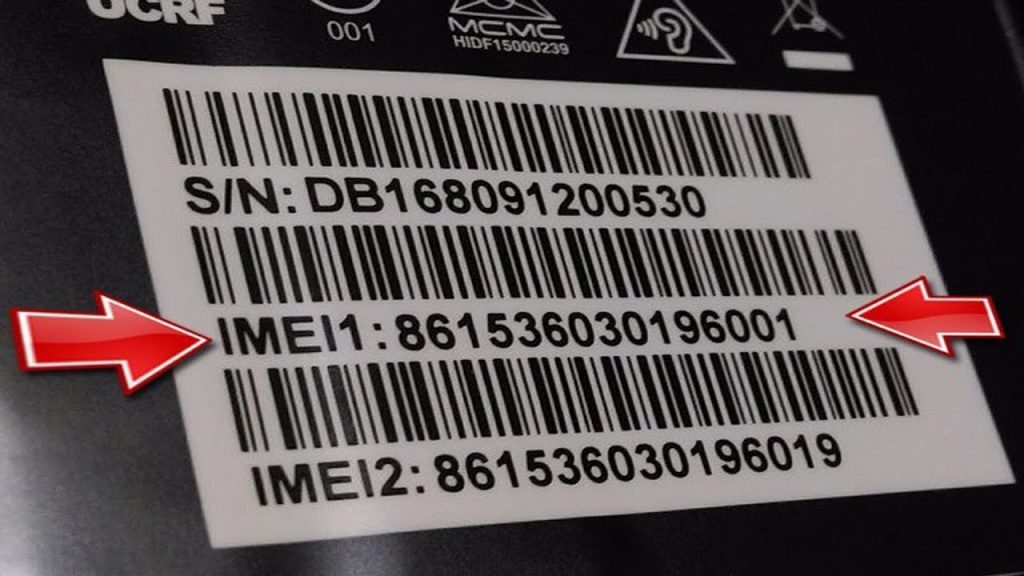 UCRF
001
MCMC
HIDF15000239
S/N: DB168091200530
IMEI1: 861536030196001
IMEI2: 861536030196019